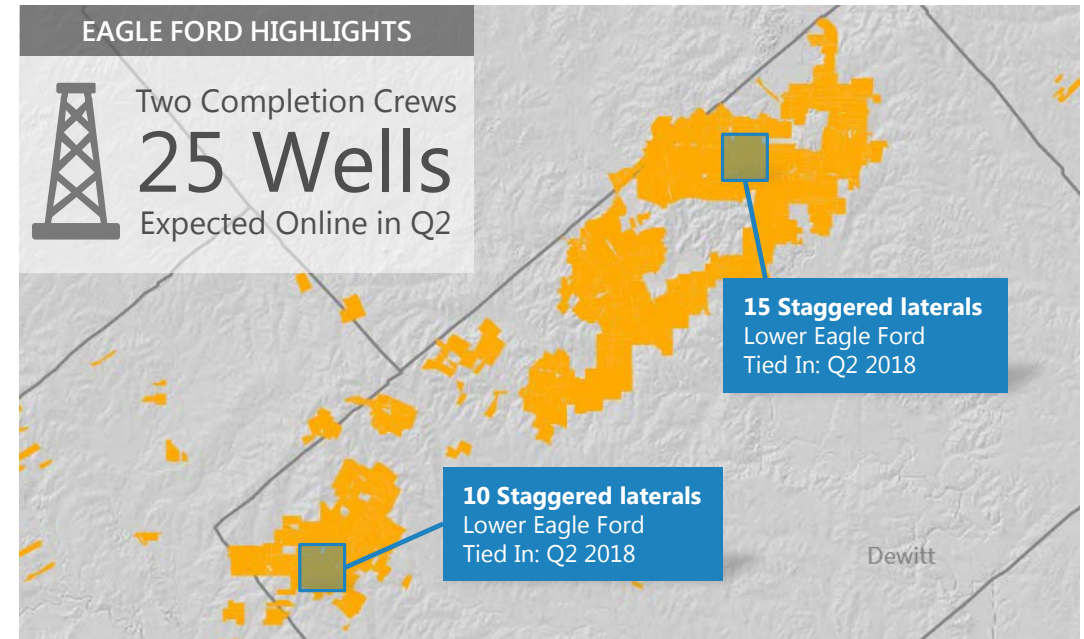 EAGLE FORD HIGHLIGHTS
Two Completion Crews
25 Wells
Expected Online in Q2
15 Staggered laterals
Lower Eagle Ford
Tied In: Q2 2018
10 Staggered laterals
Lower Eagle Ford
Tied In: Q2 2018
Dewitt